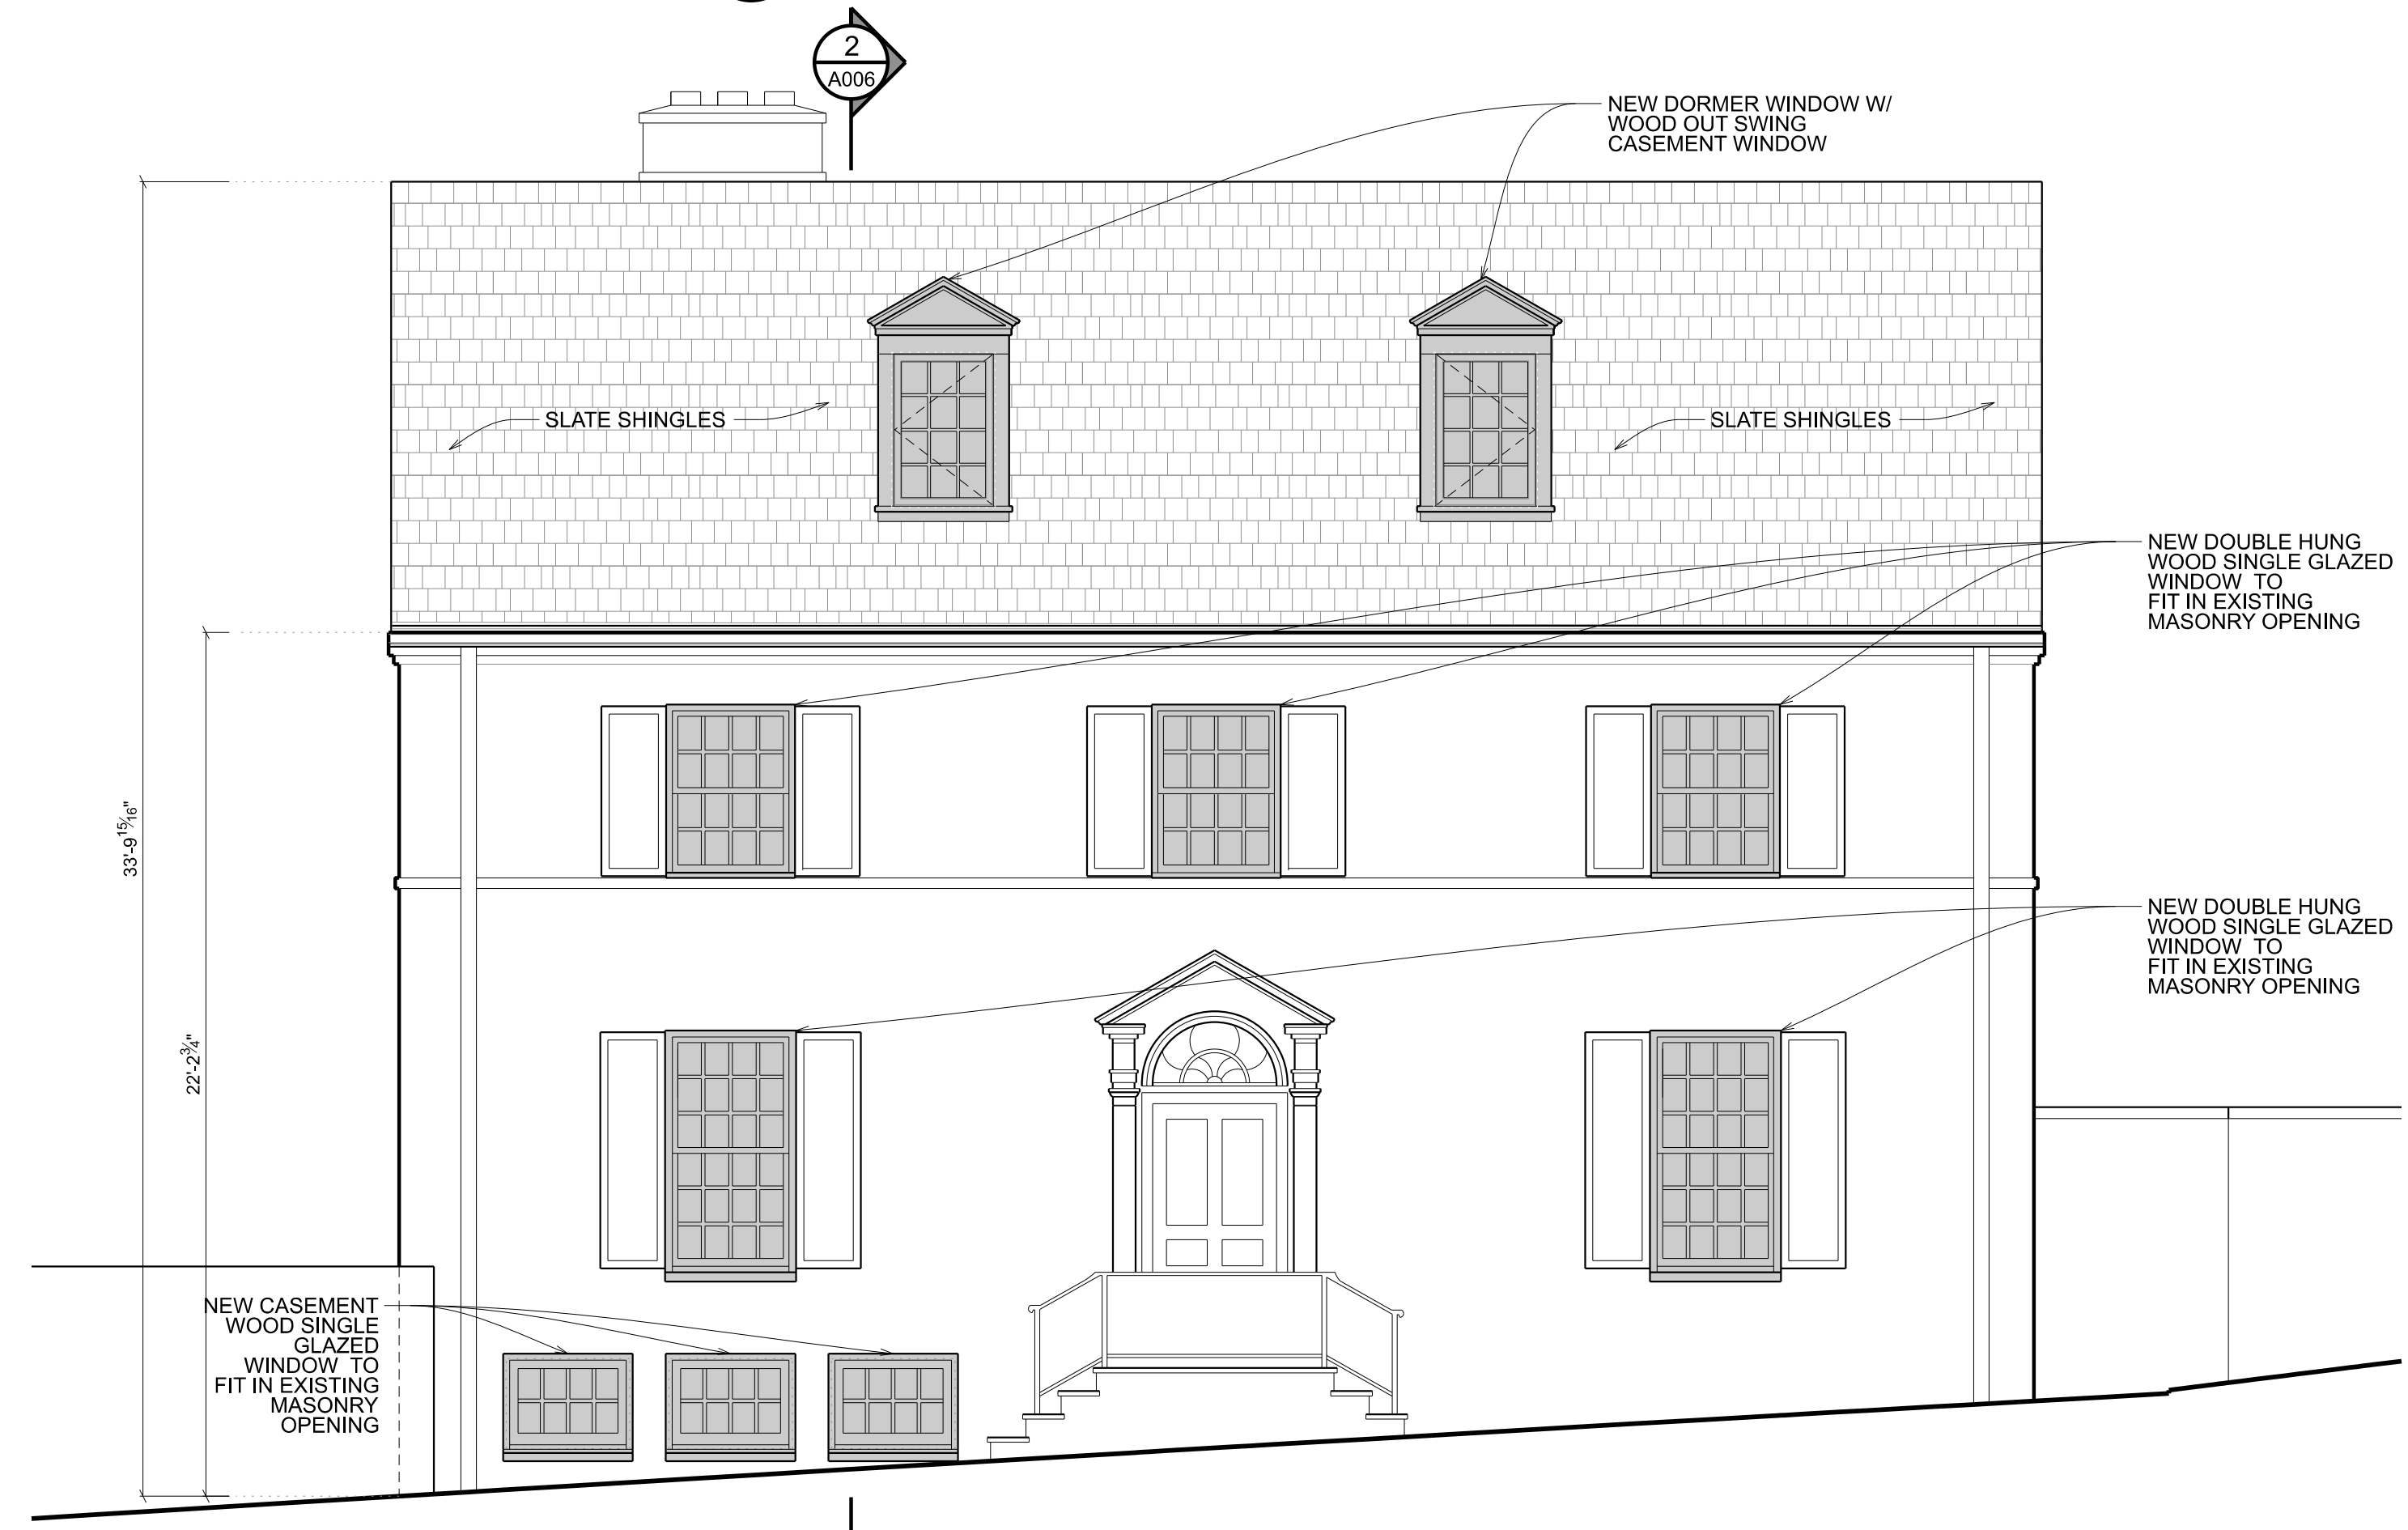 2
A006
NEW DORMER WINDOW W/
WOOD OUT SWING
CASEMENT WINDOW
SLATE SHINGLES
SLATE SHINGLES
NEW DOUBLE HUNG
WOOD SINGLE GLAZED
WINDOW TO
FIT IN EXISTING
MASONRY OPENING
33'-9 15/16"
22'-2 3/4"
NEW DOUBLE HUNG
WOOD SINGLE GLAZED
WINDOW TO
FIT IN EXISTING
MASONRY OPENING
NEW CASEMENT
WOOD SINGLE
GLAZED
WINDOW TO
FIT IN EXISTING
MASONRY
OPENING